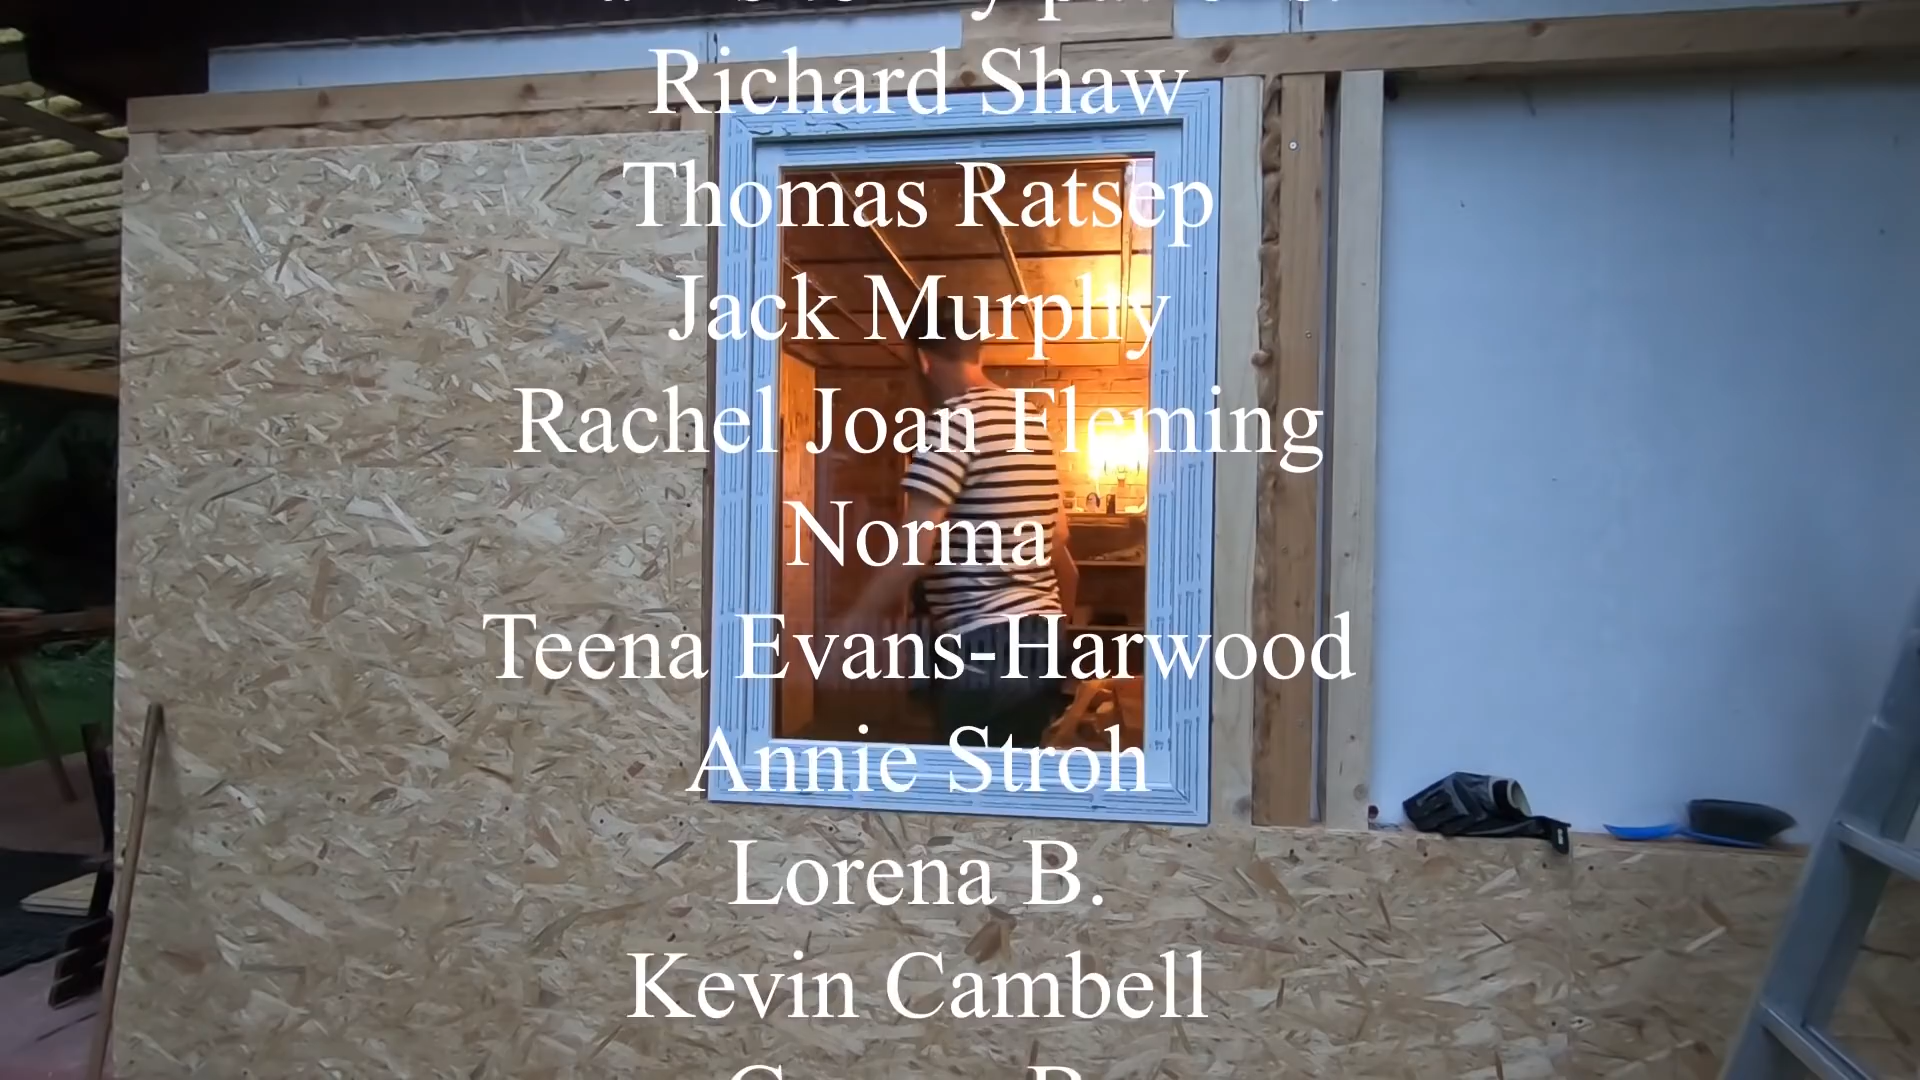 Richard Shaw
Thomas Ratsep
Jack Murphy
Rachel Joan Fleming
Norma
Teena Evans-Harwood
Annie Stroh
Lorena B.
Kevin Cambell